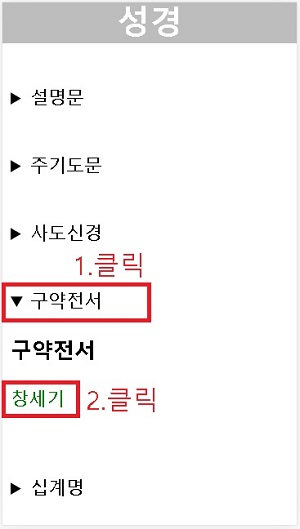 성경
▶ 설명문
▶ 주기도문
▶ 사도신경
1.클릭
▼ 구약전서
구약전서
창세기 2.클릭
▶ 십계명